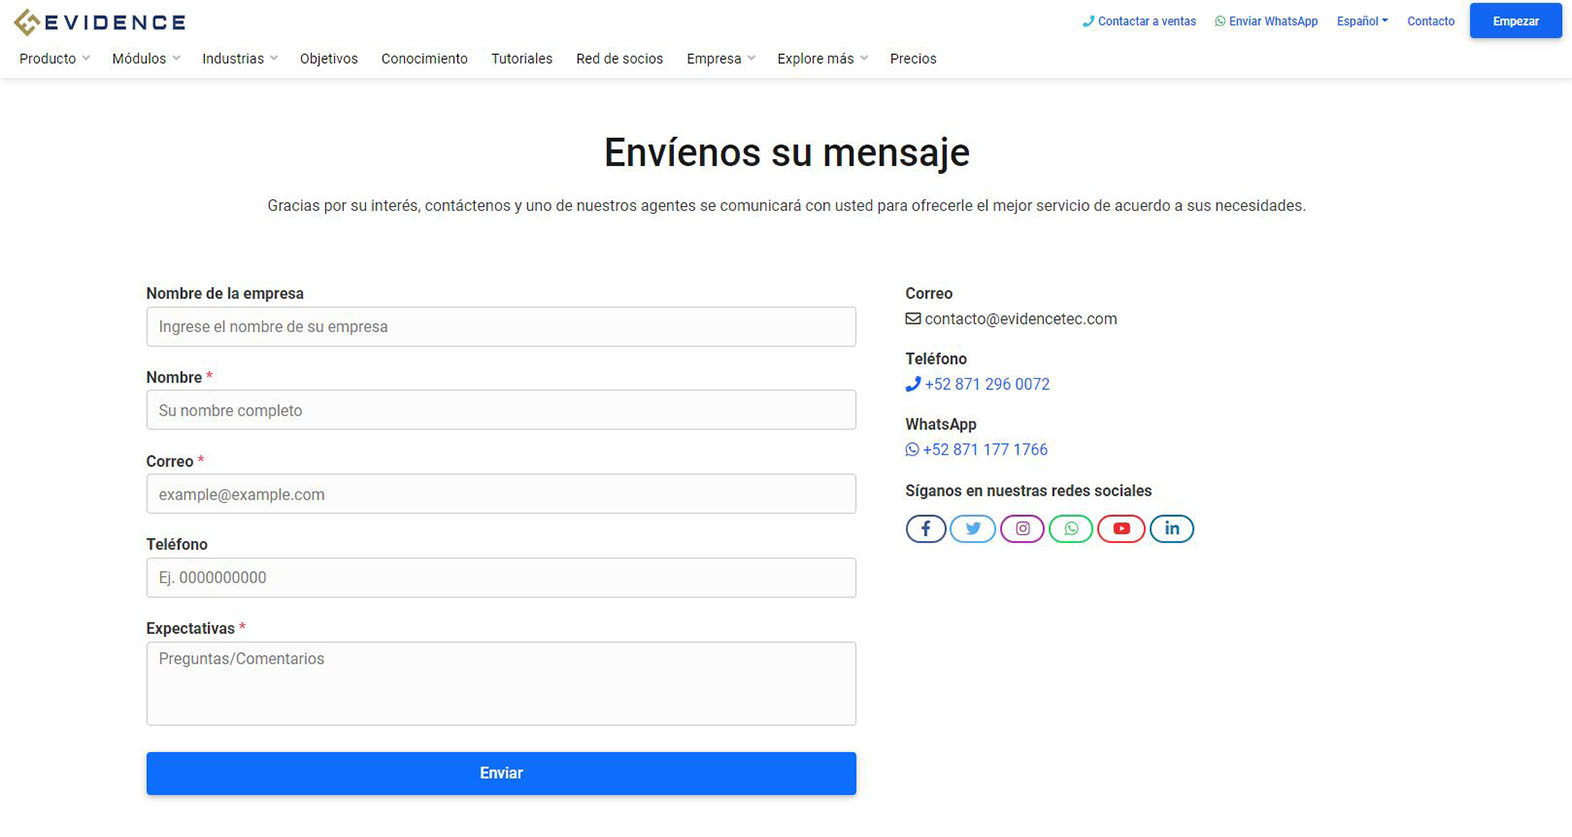 EVIDENCE
Contactar a ventas Enviar WhatsApp Español Contacto Empezar
Producto Módulos Industrias Objetivos Conocimiento Tutoriales Red de socios Empresa Explore más Precios
Envíenos su mensaje
Gracias por su interés, contáctenos y uno de nuestros agentes se comunicará con usted para ofrecerle el mejor servicio de acuerdo a sus necesidades.
Nombre de la empresa
Ingrese el nombre de su empresa
Nombre *
Su nombre completo
Correo *
example@example.com
Teléfono
Ej. 0000000000
Expectativas *
Preguntas/Comentarios
Enviar
Correo
contacto@evidencetec.com
Teléfono
+52 871 296 0072
WhatsApp
+52 871 177 1766
Síganos en nuestras redes sociales